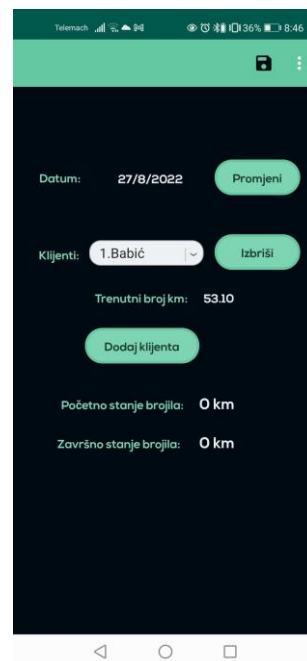 Telemach 36% 8:46
Datum: 27/8/2022 Promjeni
Klijenti: 1.Babić Izbriši
Trenutni broj km: 53.10
Dodaj klijenta
Početno stanje brojila: 0 km
Završno stanje brojila: 0 km